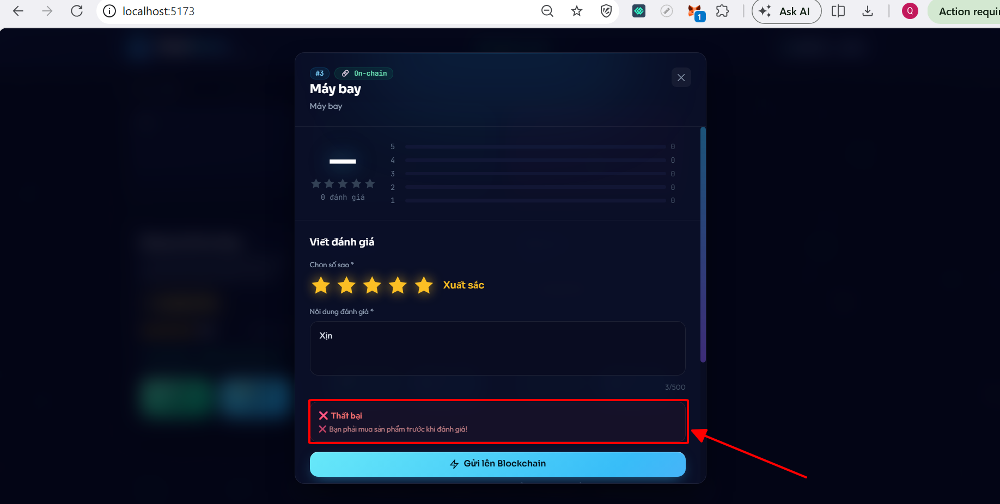 localhost:5173
1
Ask AI
Q
Action requi
#3
On-chain
Máy bay
Máy bay
5 0
4 0
3 0
2 0
1 0
0 đánh giá
Viết đánh giá
Chọn số sao *
Xuất sắc
Nội dung đánh giá *
Xịn
3/500
Thất bại
Bạn phải mua sản phẩm trước khi đánh giá!
Gửi lên Blockchain